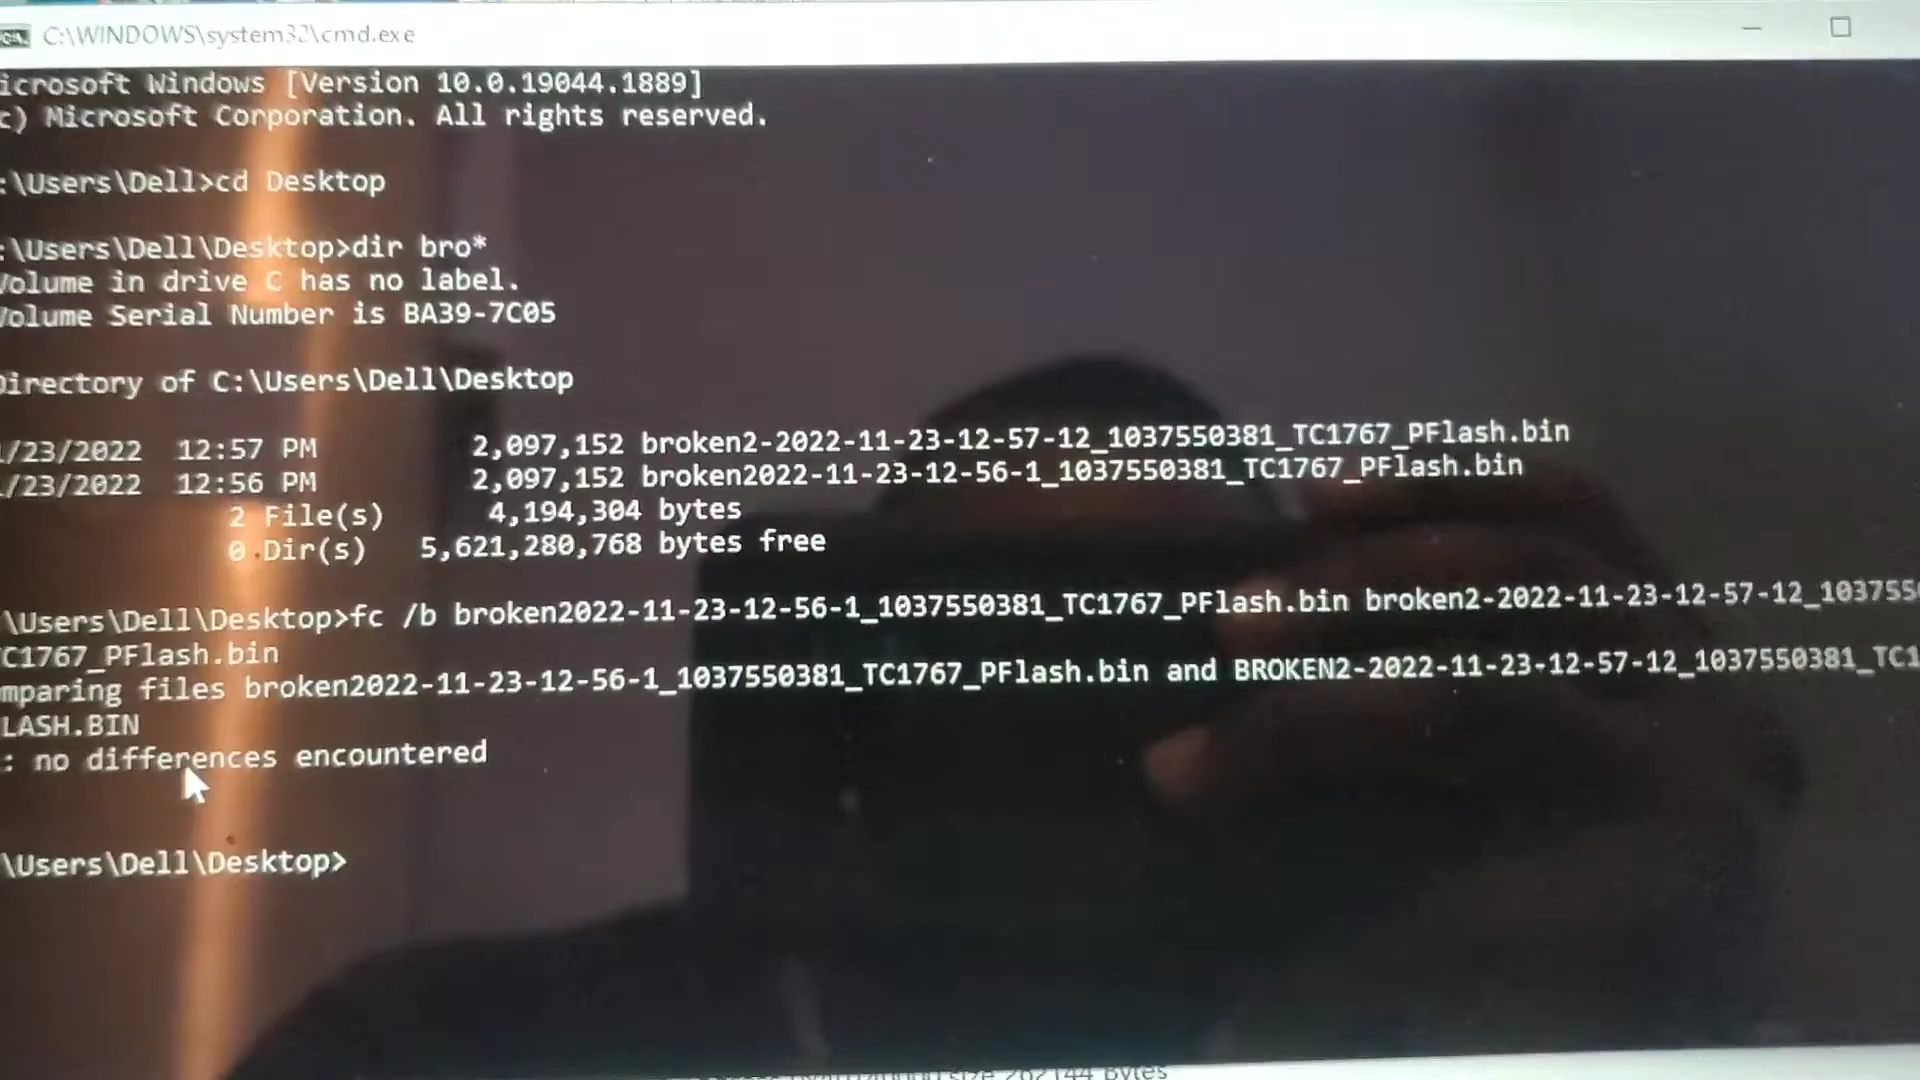 C:\WINDOWS\system32\cmd.exe
icrosoft Windows [Version 10.0.19044.1889]
c) Microsoft Corporation. All rights reserved.
:\Users\Dell>cd Desktop
:\Users\Dell\Desktop>dir bro*
Volume in drive C has no label.
Volume Serial Number is BA39-7C05
Directory of C:\Users\Dell\Desktop
1/23/2022 12:57 PM 2,097,152 broken2-2022-11-23-12-57-12_1037550381_TC1767_PFlash.bin
1/23/2022 12:56 PM 2,097,152 broken2022-11-23-12-56-1_1037550381_TC1767_PFlash.bin
2 File(s) 4,194,304 bytes
0 Dir(s) 5,621,280,768 bytes free
\Users\Dell\Desktop>fc /b broken2022-11-23-12-56-1_1037550381_TC1767_PFlash.bin broken2-2022-11-23-12-57-12_103755
C1767_PFlash.bin
mparing files broken2022-11-23-12-56-1_1037550381_TC1767_PFlash.bin and BROKEN2-2022-11-23-12-57-12_1037550381_TC1
LASH.BIN
: no differences encountered
\Users\Dell\Desktop>
size 262144 Bytes